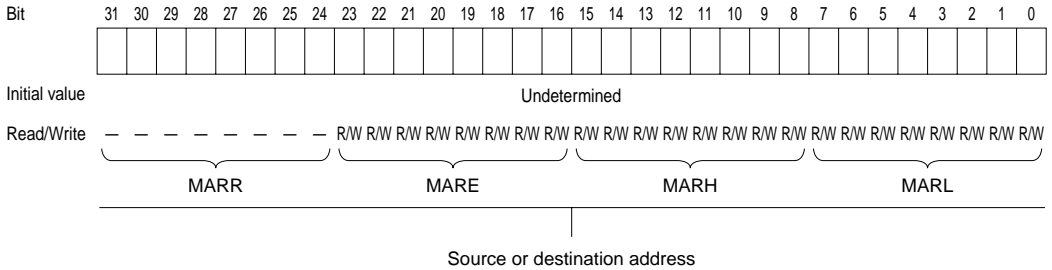 Bit 31 30 29 28 27 26 25 24 23 22 21 20 19 18 17 16 15 14 13 12 11 10 9 8 7 6 5 4 3 2 1 0
Initial value Undetermined
Read/Write — — — — — — — — R/W R/W R/W R/W R/W R/W R/W R/W R/W R/W R/W R/W R/W R/W R/W R/W R/W R/W R/W R/W R/W R/W R/W R/W
MARR MARE MARH MARL
Source or destination address